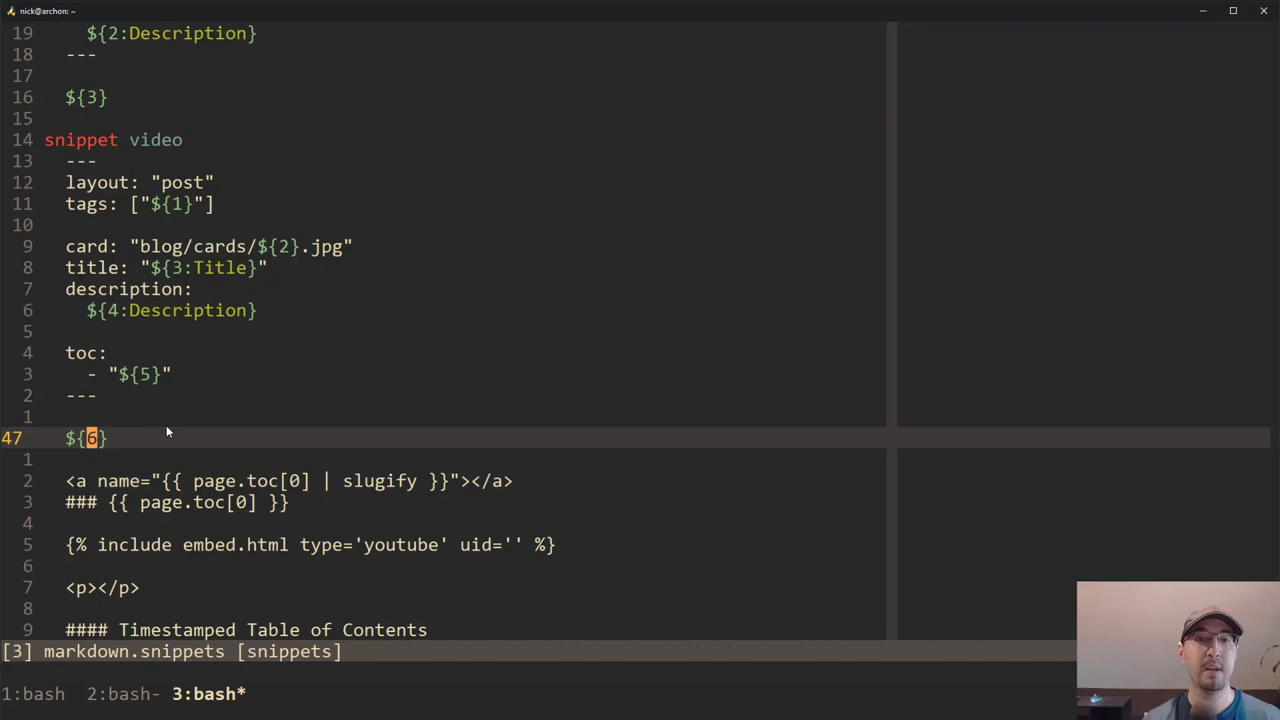 nick@archon: ~
19 ${2:Description}
18 ---
17
16 ${3}
15
14 snippet video
13 ---
12 layout: "post"
11 tags: ["${1}"]
10
9 card: "blog/cards/${2}.jpg"
8 title: "${3:Title}"
7 description:
6 ${4:Description}
5
4 toc:
3 - "${5}"
2 ---
1
47 ${6}
1
2 <a name="{{ page.toc[0] | slugify }}"></a>
3 ### {{ page.toc[0] }}
4
5 {% include embed.html type='youtube' uid='' %}
6
7 <p></p>
8
9 #### Timestamped Table of Contents
[3] markdown.snippets [snippets]
1:bash 2:bash- 3:bash*